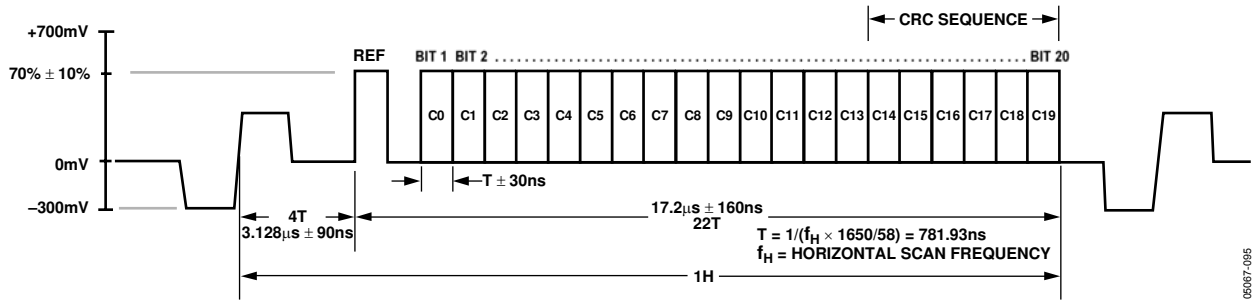 CRC SEQUENCE
+700mV
REF
BIT 1 BIT 2 ........................................................................ BIT 20
70% ± 10%
C0 C1 C2 C3 C4 C5 C6 C7 C8 C9 C10 C11 C12 C13 C14 C15 C16 C17 C18 C19
0mV
T ± 30ns
–300mV
4T
3.128µs ± 90ns
17.2µs ± 160ns
22T
T = 1/(fH × 1650/58) = 781.93ns
fH = HORIZONTAL SCAN FREQUENCY
1H
05067-095